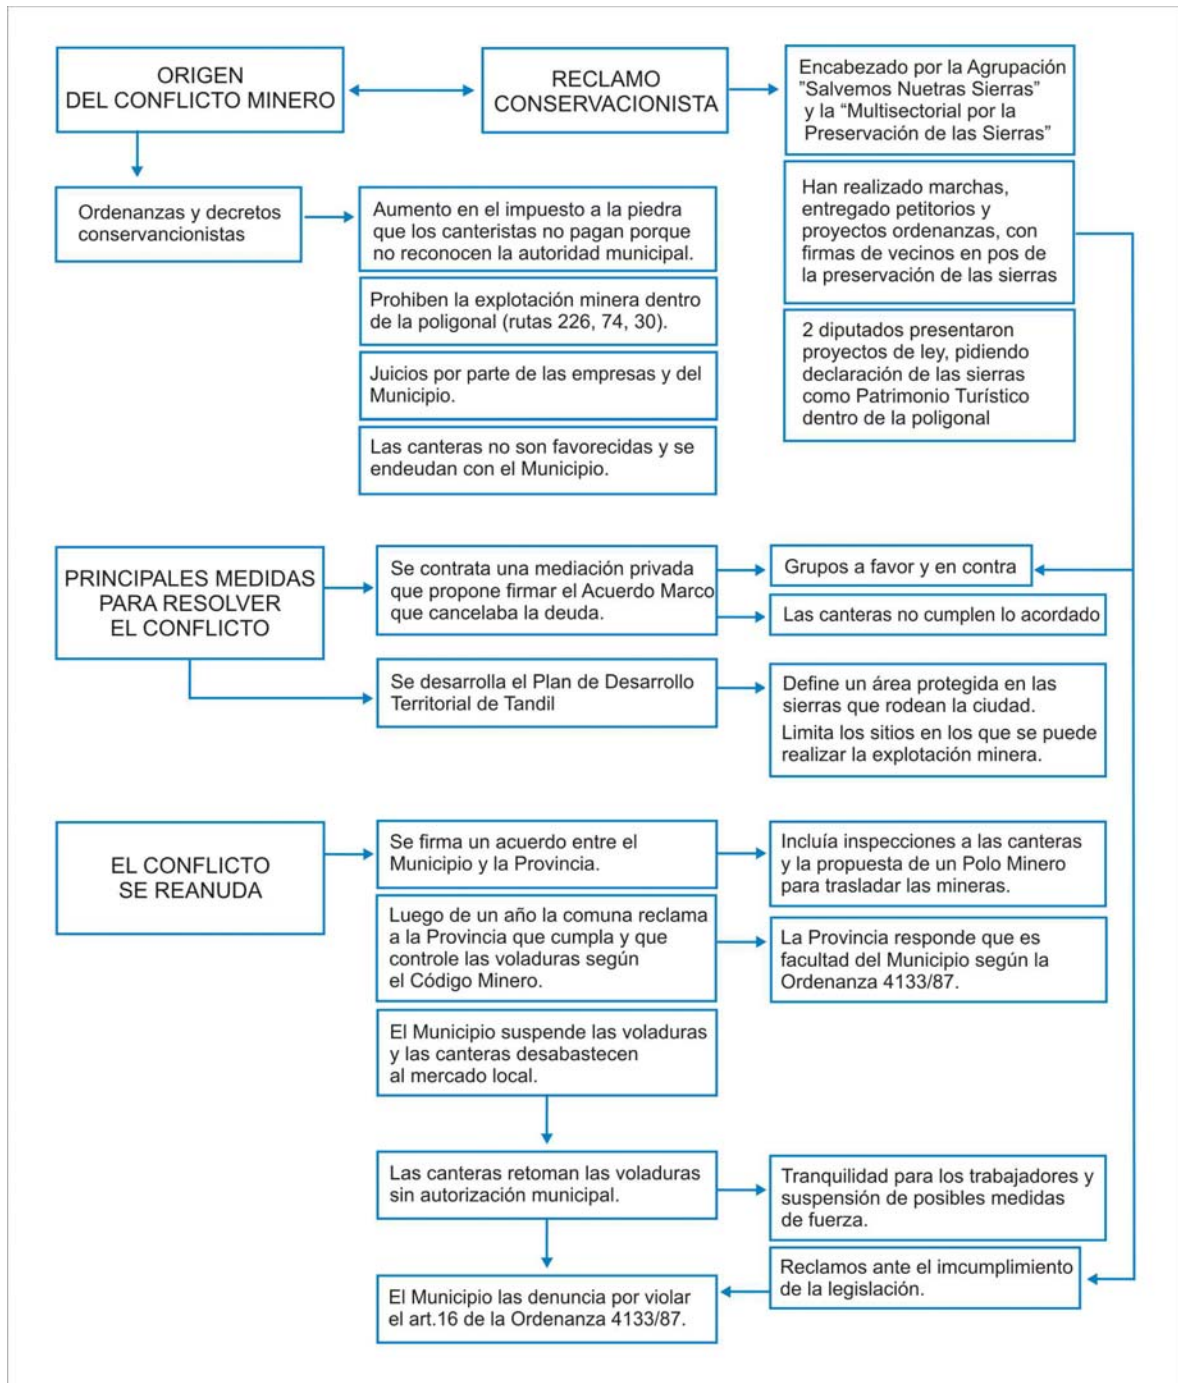 ORIGEN
DEL CONFLICTO MINERO
RECLAMO
CONSERVACIONISTA
Encabezado por la Agrupación
"Salvemos Nuetras Sierras"
y la "Multisectorial por la
Preservación de las Sierras"
Han realizado marchas,
entregado petitorios y
proyectos ordenanzas, con
firmas de vecinos en pos de
la preservación de las sierras
2 diputados presentaron
proyectos de ley, pidiendo
declaración de las sierras
como Patrimonio Turístico
dentro de la poligonal
Ordenanzas y decretos
conservancionistas
Aumento en el impuesto a la piedra
que los canteristas no pagan porque
no reconocen la autoridad municipal.
Prohiben la explotación minera dentro
de la poligonal (rutas 226, 74, 30).
Juicios por parte de las empresas y del
Municipio.
Las canteras no son favorecidas y se
endeudan con el Municipio.
PRINCIPALES MEDIDAS
PARA RESOLVER
EL CONFLICTO
Se contrata una mediación privada
que propone firmar el Acuerdo Marco
que cancelaba la deuda.
Grupos a favor y en contra
Las canteras no cumplen lo acordado
Se desarrolla el Plan de Desarrollo
Territorial de Tandil
Define un área protegida en las
sierras que rodean la ciudad.
Limita los sitios en los que se puede
realizar la explotación minera.
EL CONFLICTO
SE REANUDA
Se firma un acuerdo entre el
Municipio y la Provincia.
Incluía inspecciones a las canteras
y la propuesta de un Polo Minero
para trasladar las mineras.
Luego de un año la comuna reclama
a la Provincia que cumpla y que
controle las voladuras según
el Código Minero.
La Provincia responde que es
facultad del Municipio según la
Ordenanza 4133/87.
El Municipio suspende las voladuras
y las canteras desabastecen
al mercado local.
Las canteras retoman las voladuras
sin autorización municipal.
Tranquilidad para los trabajadores y
suspensión de posibles medidas
de fuerza.
Reclamos ante el imcumplimiento
de la legislación.
El Municipio las denuncia por violar
el art.16 de la Ordenanza 4133/87.